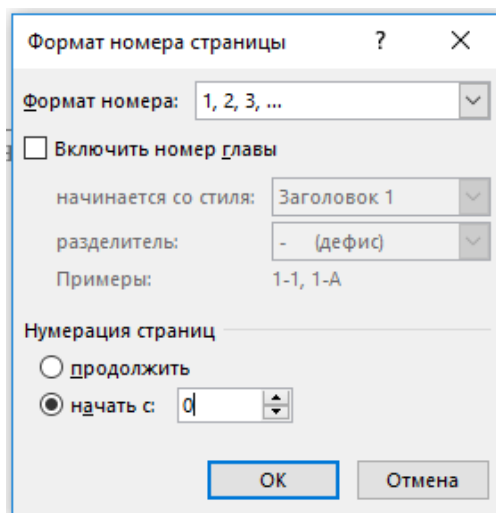 Формат номера страницы ? ×
Формат номера: 1, 2, 3, ...
Включить номер главы
начинается со стиля: Заголовок 1
разделитель: - (дефис)
Примеры: 1-1, 1-A
Нумерация страниц
продолжить
начать с: 0
ОК Отмена